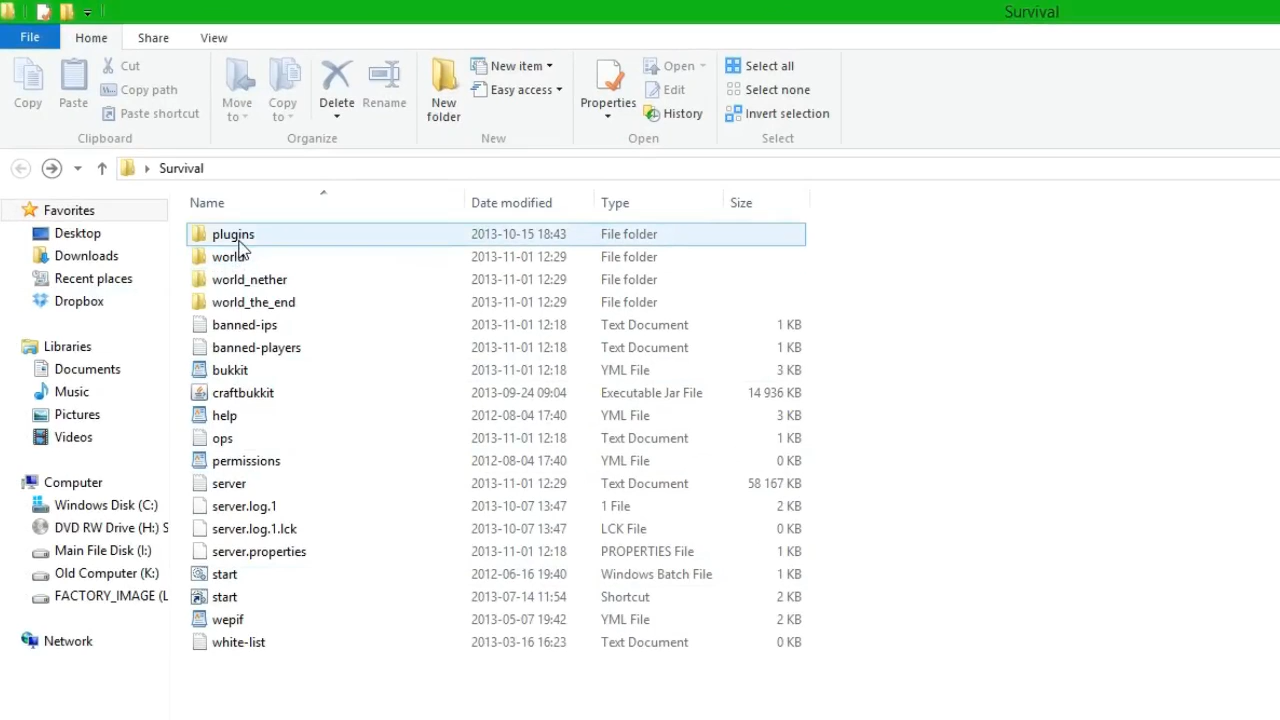 Survival
File Home Share View
Copy Paste Cut Copy path Paste shortcut Move to Copy to Delete Rename New folder New item Easy access Properties Open Edit History Select all Select none Invert selection
Clipboard Organize New Open Select
Survival
Name Date modified Type Size
Favorites
Desktop
Downloads
Recent places
Dropbox
Libraries
Documents
Music
Pictures
Videos
Computer
Windows Disk (C:)
DVD RW Drive (H:) S
Main File Disk (I:)
Old Computer (K:)
FACTORY_IMAGE (L
Network
plugins 2013-10-15 18:43 File folder
world 2013-11-01 12:29 File folder
world_nether 2013-11-01 12:29 File folder
world_the_end 2013-11-01 12:29 File folder
banned-ips 2013-11-01 12:18 Text Document 1 KB
banned-players 2013-11-01 12:18 Text Document 1 KB
bukkit 2013-11-01 12:18 YML File 3 KB
craftbukkit 2013-09-24 09:04 Executable Jar File 14 936 KB
help 2012-08-04 17:40 YML File 3 KB
ops 2013-11-01 12:18 Text Document 1 KB
permissions 2012-08-04 17:40 YML File 0 KB
server 2013-11-01 12:29 Text Document 58 167 KB
server.log.1 2013-10-07 13:47 1 File 2 KB
server.log.1.lck 2013-10-07 13:47 LCK File 0 KB
server.properties 2013-11-01 12:18 PROPERTIES File 1 KB
start 2012-06-16 19:40 Windows Batch File 1 KB
start 2013-07-14 11:54 Shortcut 2 KB
wepif 2013-05-07 19:42 YML File 2 KB
white-list 2013-03-16 16:23 Text Document 0 KB